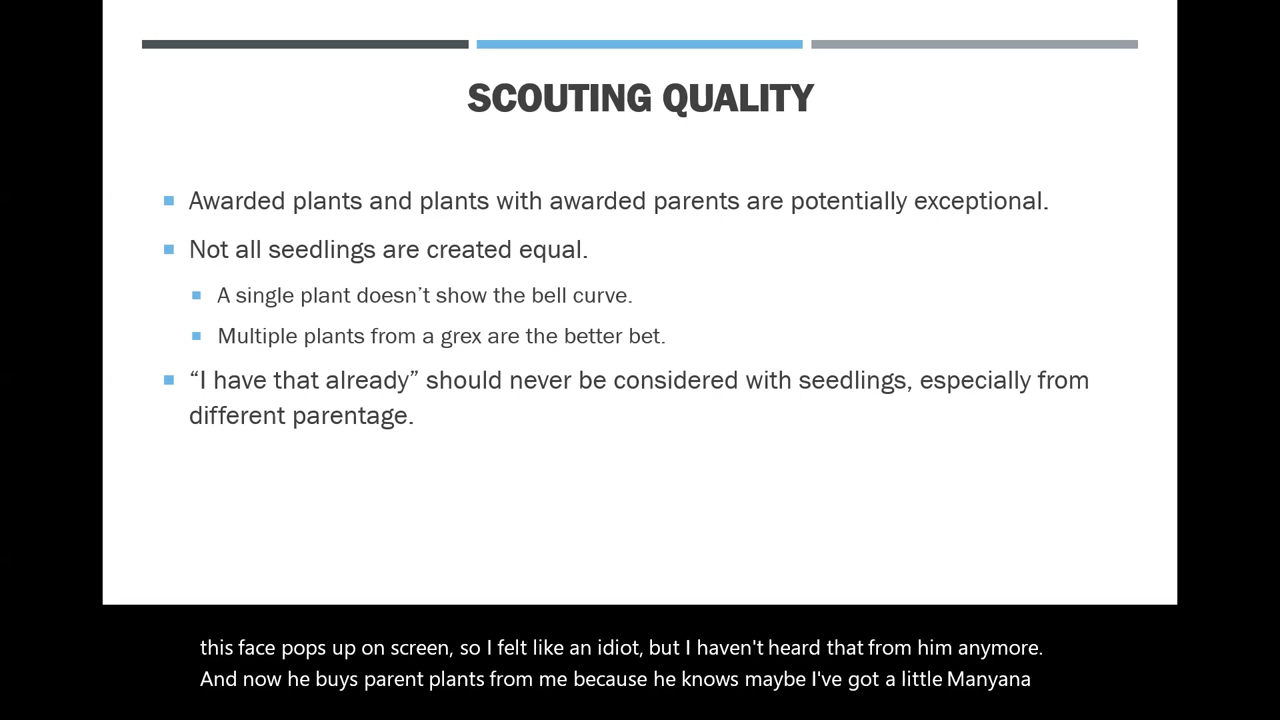 SCOUTING QUALITY
Awarded plants and plants with awarded parents are potentially exceptional.
Not all seedlings are created equal.
A single plant doesn’t show the bell curve.
Multiple plants from a grex are the better bet.
“I have that already” should never be considered with seedlings, especially from
different parentage.
this face pops up on screen, so I felt like an idiot, but I haven't heard that from him anymore.
And now he buys parent plants from me because he knows maybe I've got a little Manyana